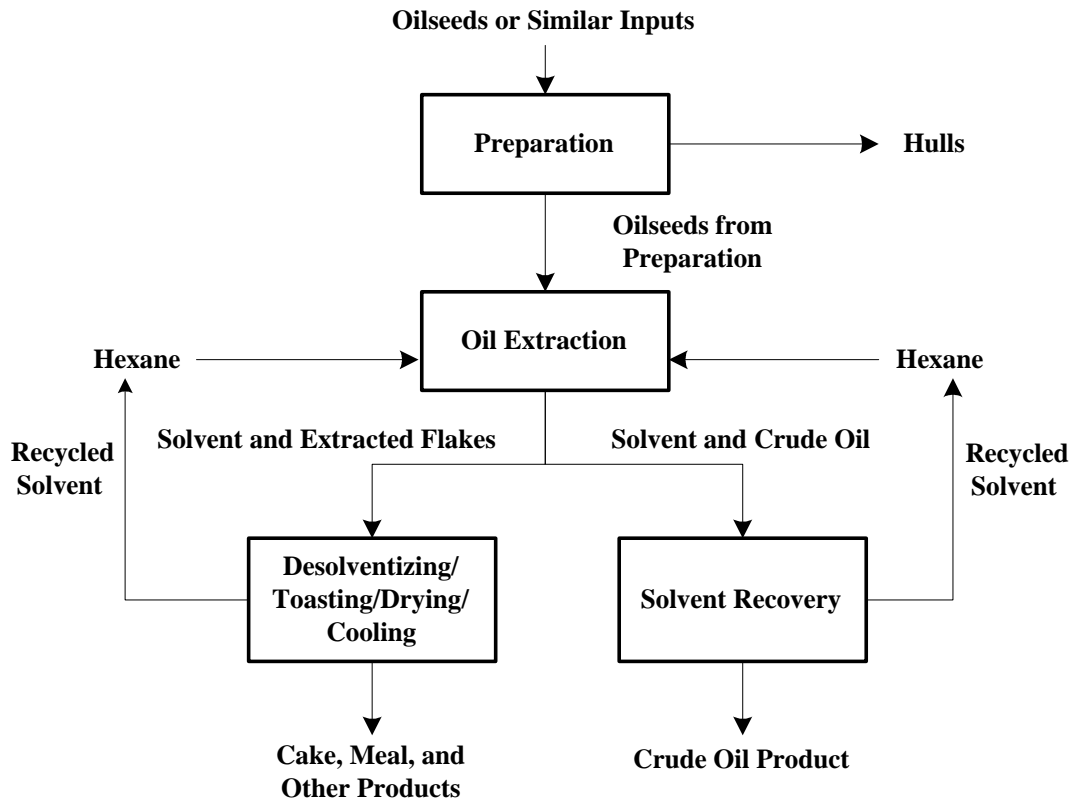 Oilseeds or Similar Inputs
Preparation
Hulls
Oilseeds from
Preparation
Oil Extraction
Hexane
Hexane
Solvent and Extracted Flakes
Solvent and Crude Oil
Recycled
Solvent
Recycled
Solvent
Desolventizing/
Toasting/Drying/
Cooling
Solvent Recovery
Cake, Meal, and
Other Products
Crude Oil Product